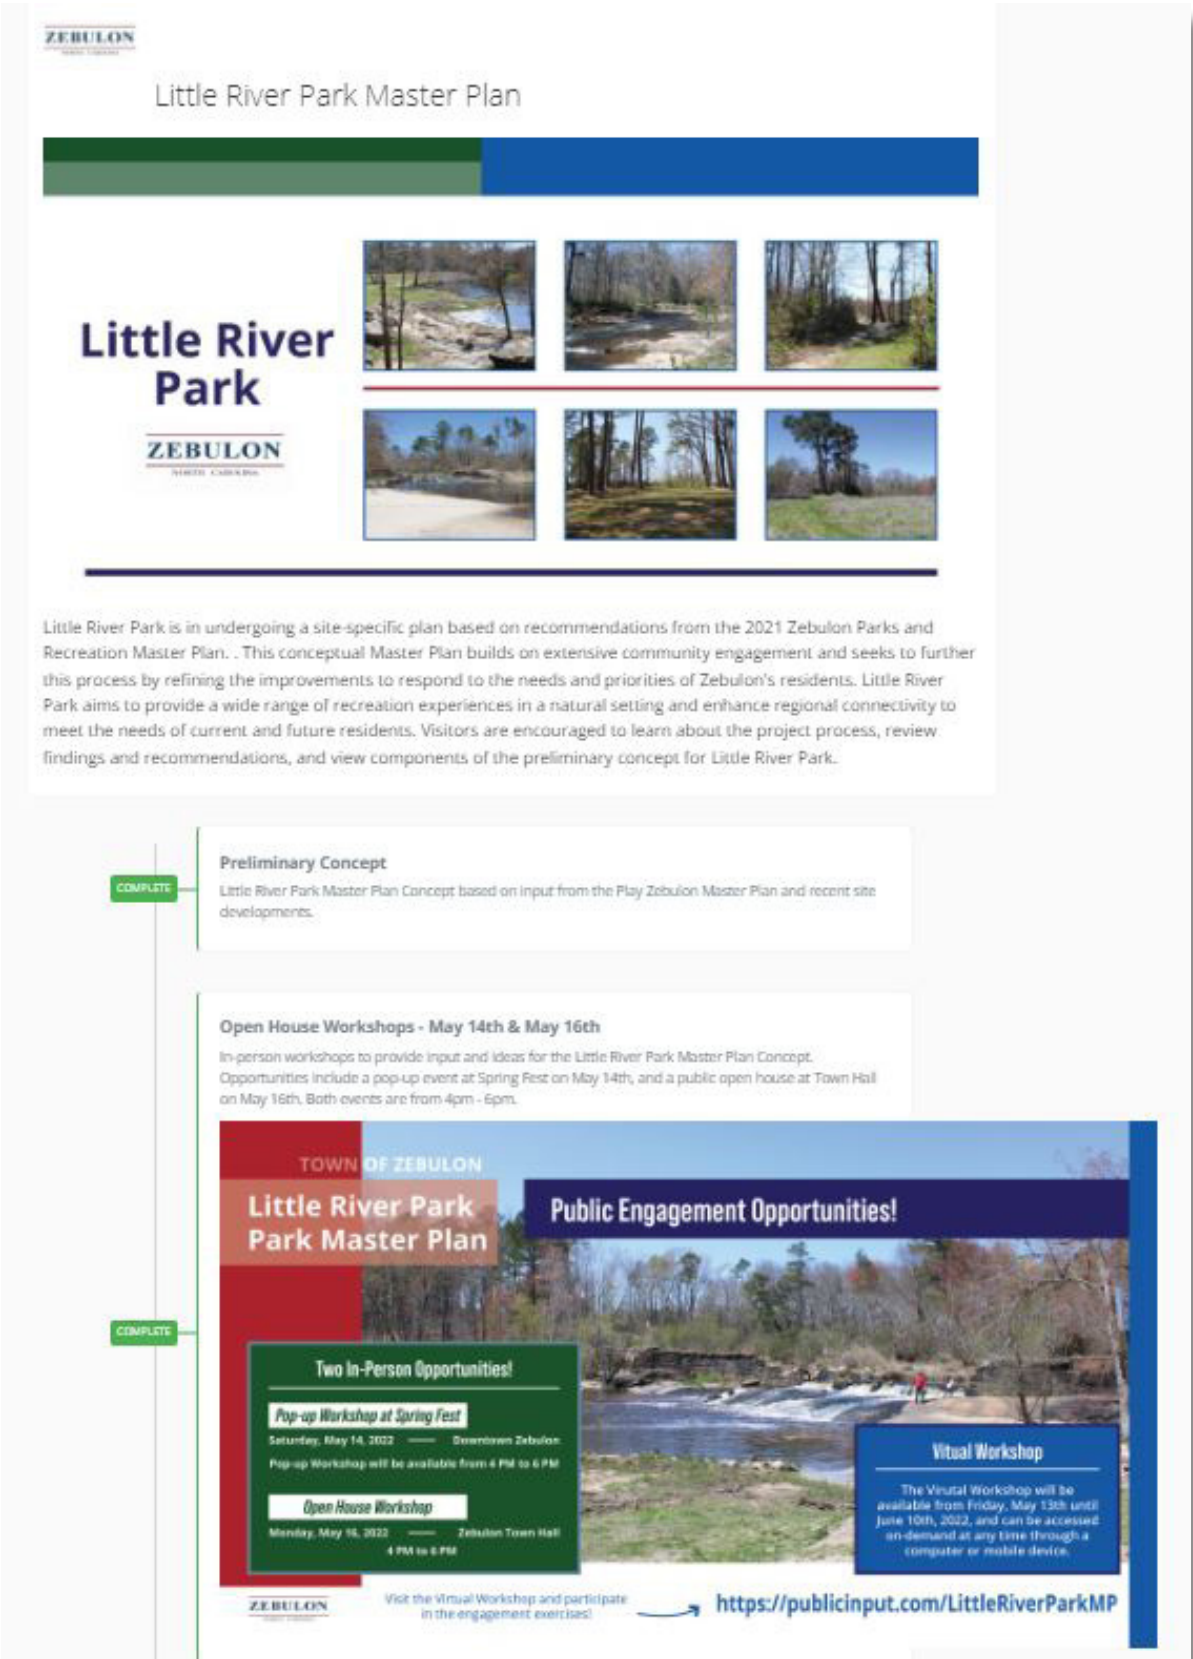 ZEBULON
NORTH CAROLINA
Little River Park Master Plan
Little River
Park
ZEBULON
NORTH CAROLINA
Little River Park is in undergoing a site-specific plan based on recommendations from the 2021 Zebulon Parks and
Recreation Master Plan. . This conceptual Master Plan builds on extensive community engagement and seeks to further
this process by refining the improvements to respond to the needs and priorities of Zebulon's residents. Little River
Park aims to provide a wide range of recreation experiences in a natural setting and enhance regional connectivity to
meet the needs of current and future residents. Visitors are encouraged to learn about the project process, review
findings and recommendations, and view components of the preliminary concept for Little River Park.
Preliminary Concept
COMPLETE
Little River Park Master Plan Concept based on input from the Play Zebulon Master Plan and recent site
developments.
Open House Workshops - May 14th & May 16th
In-person workshops to provide input and ideas for the Little River Park Master Plan Concept.
Opportunities include a pop-up event at Spring Fest on May 14th, and a public open house at Town Hall
on May 16th. Both events are from 4pm - 6pm.
TOWN OF ZEBULON
Little River Park
Park Master Plan
Public Engagement Opportunities!
COMPLETE
Two In-Person Opportunities!
Pop-up Workshop at Spring Fest
Saturday, May 14, 2022 — Downtown Zebulon
Pop-up Workshop will be available from 4 PM to 6 PM
Open House Workshop
Monday, May 16, 2022 — Zebulon Town Hall
4 PM to 6 PM
Vitual Workshop
The Virutal Workshop will be
available from Friday, May 13th until
June 10th, 2022, and can be accessed
on-demand at any time through a
computer or mobile device.
ZEBULON
Visit the Virtual Workshop and participate
in the engagement exercises!
https://publicinput.com/LittleRiverParkMP